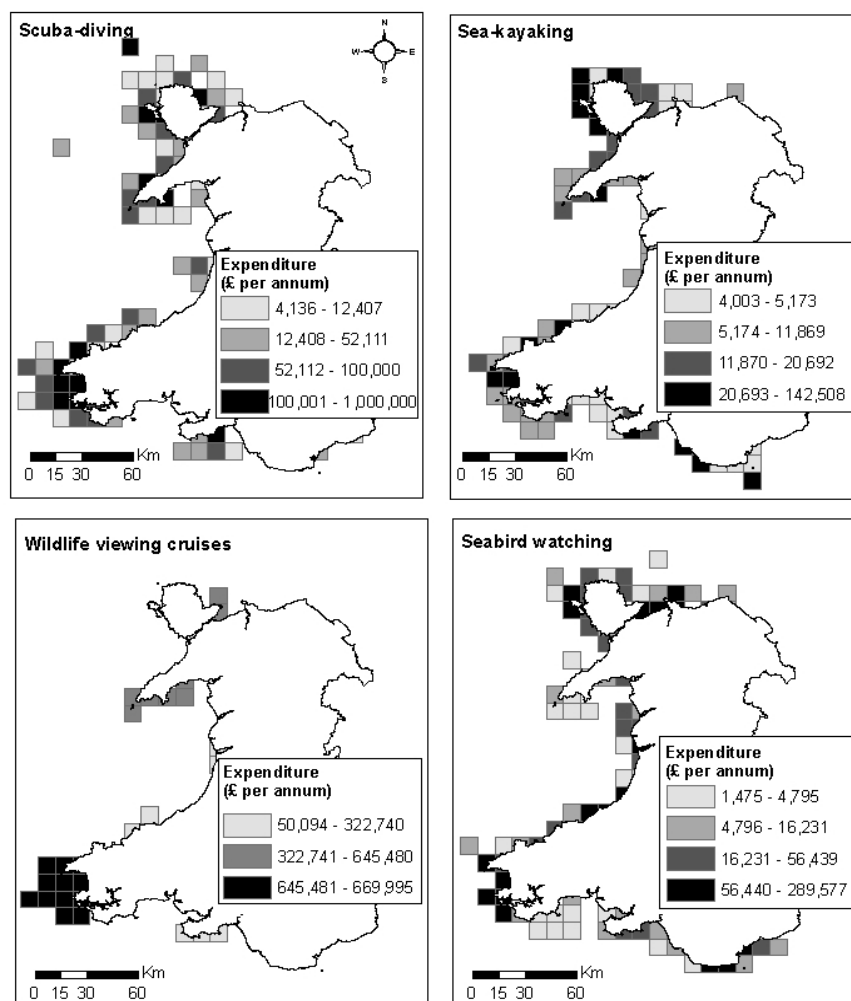 Scuba-diving
N
W E
S
Expenditure
(£ per annum)
4,136 - 12,407
12,408 - 52,111
52,112 - 100,000
100,001 - 1,000,000
Km
0 15 30 60
Sea-kayaking
Expenditure
(£ per annum)
4,003 - 5,173
5,174 - 11,869
11,870 - 20,692
20,693 - 142,508
Km
0 15 30 60
Wildlife viewing cruises
Expenditure
(£ per annum)
50,094 - 322,740
322,741 - 645,480
645,481 - 669,995
Km
0 15 30 60
Seabird watching
Expenditure
(£ per annum)
1,475 - 4,795
4,796 - 16,231
16,231 - 56,439
56,440 - 289,577
Km
0 15 30 60